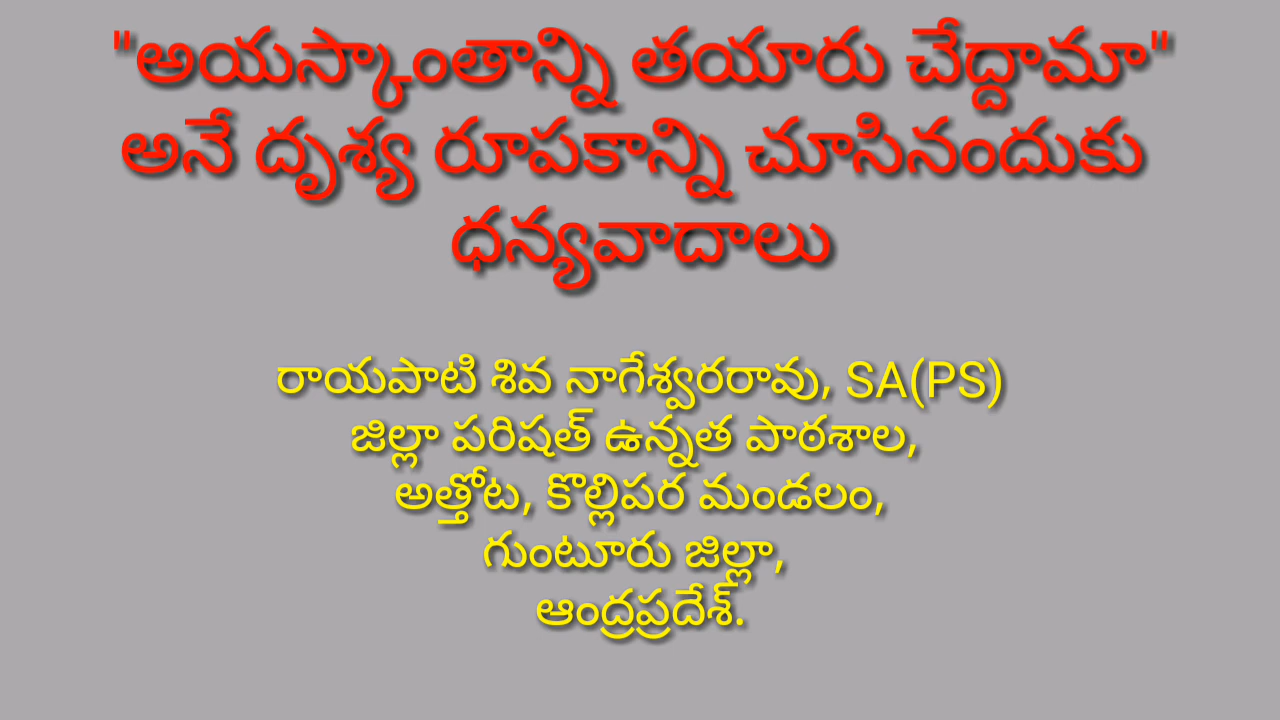 "అయస్కాంతాన్ని తయారు చేద్దామా"
అనే దృశ్య రూపకాన్ని చూసినందుకు
ధన్యవాదాలు
రాయపాటి శివ నాగేశ్వరరావు, SA(PS)
జిల్లా పరిషత్ ఉన్నత పాఠశాల,
అత్తోట, కొల్లిపర మండలం,
గుంటూరు జిల్లా,
ఆంద్రప్రదేశ్.